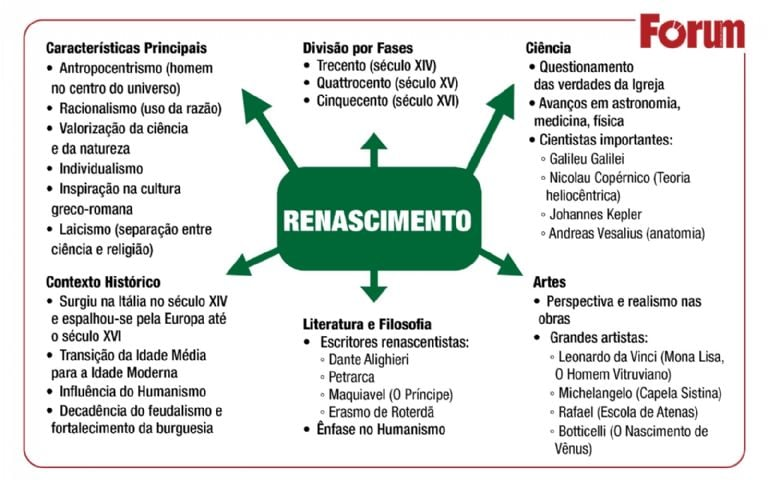 Fórum
Características Principais
• Antropocentrismo (homem
no centro do universo)
• Racionalismo (uso da razão)
• Valorização da ciência
e da natureza
• Individualismo
• Inspiração na cultura
greco-romana
• Laicismo (separação entre
ciência e religião)
Divisão por Fases
• Trecento (século XIV)
• Quattrocento (século XV)
• Cinquecento (século XVI)
Ciência
• Questionamento
das verdades da Igreja
• Avanços em astronomia,
medicina, física
• Cientistas importantes:
◦ Galileu Galilei
◦ Nicolau Copérnico (Teoria
heliocêntrica)
◦ Johannes Kepler
◦ Andreas Vesalius (anatomia)
RENASCIMENTO
Contexto Histórico
• Surgiu na Itália no século XIV
e espalhou-se pela Europa até
o século XVI
• Transição da Idade Média
para a Idade Moderna
• Influência do Humanismo
• Decadência do feudalismo e
fortalecimento da burguesia
Literatura e Filosofia
• Escritores renascentistas:
◦ Dante Alighieri
◦ Petrarca
◦ Maquiavel (O Príncipe)
◦ Erasmo de Roterdã
• Ênfase no Humanismo
Artes
• Perspectiva e realismo nas
obras
• Grandes artistas:
◦ Leonardo da Vinci (Mona Lisa,
O Homem Vitruviano)
◦ Michelangelo (Capela Sistina)
◦ Rafael (Escola de Atenas)
◦ Botticelli (O Nascimento de
Vênus)